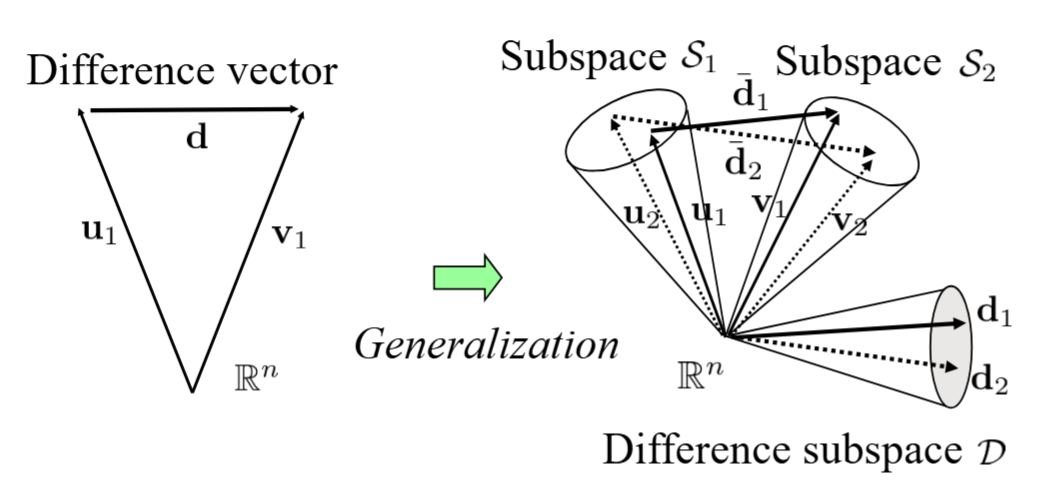 Difference vector
d
u₁
v₁
ℝⁿ
Generalization
Subspace 𝒮₁
Subspace 𝒮₂
d̄₁
d̄₂
u₂
u₁
v₁
v₂
d₁
d₂
ℝⁿ
Difference subspace 𝒟